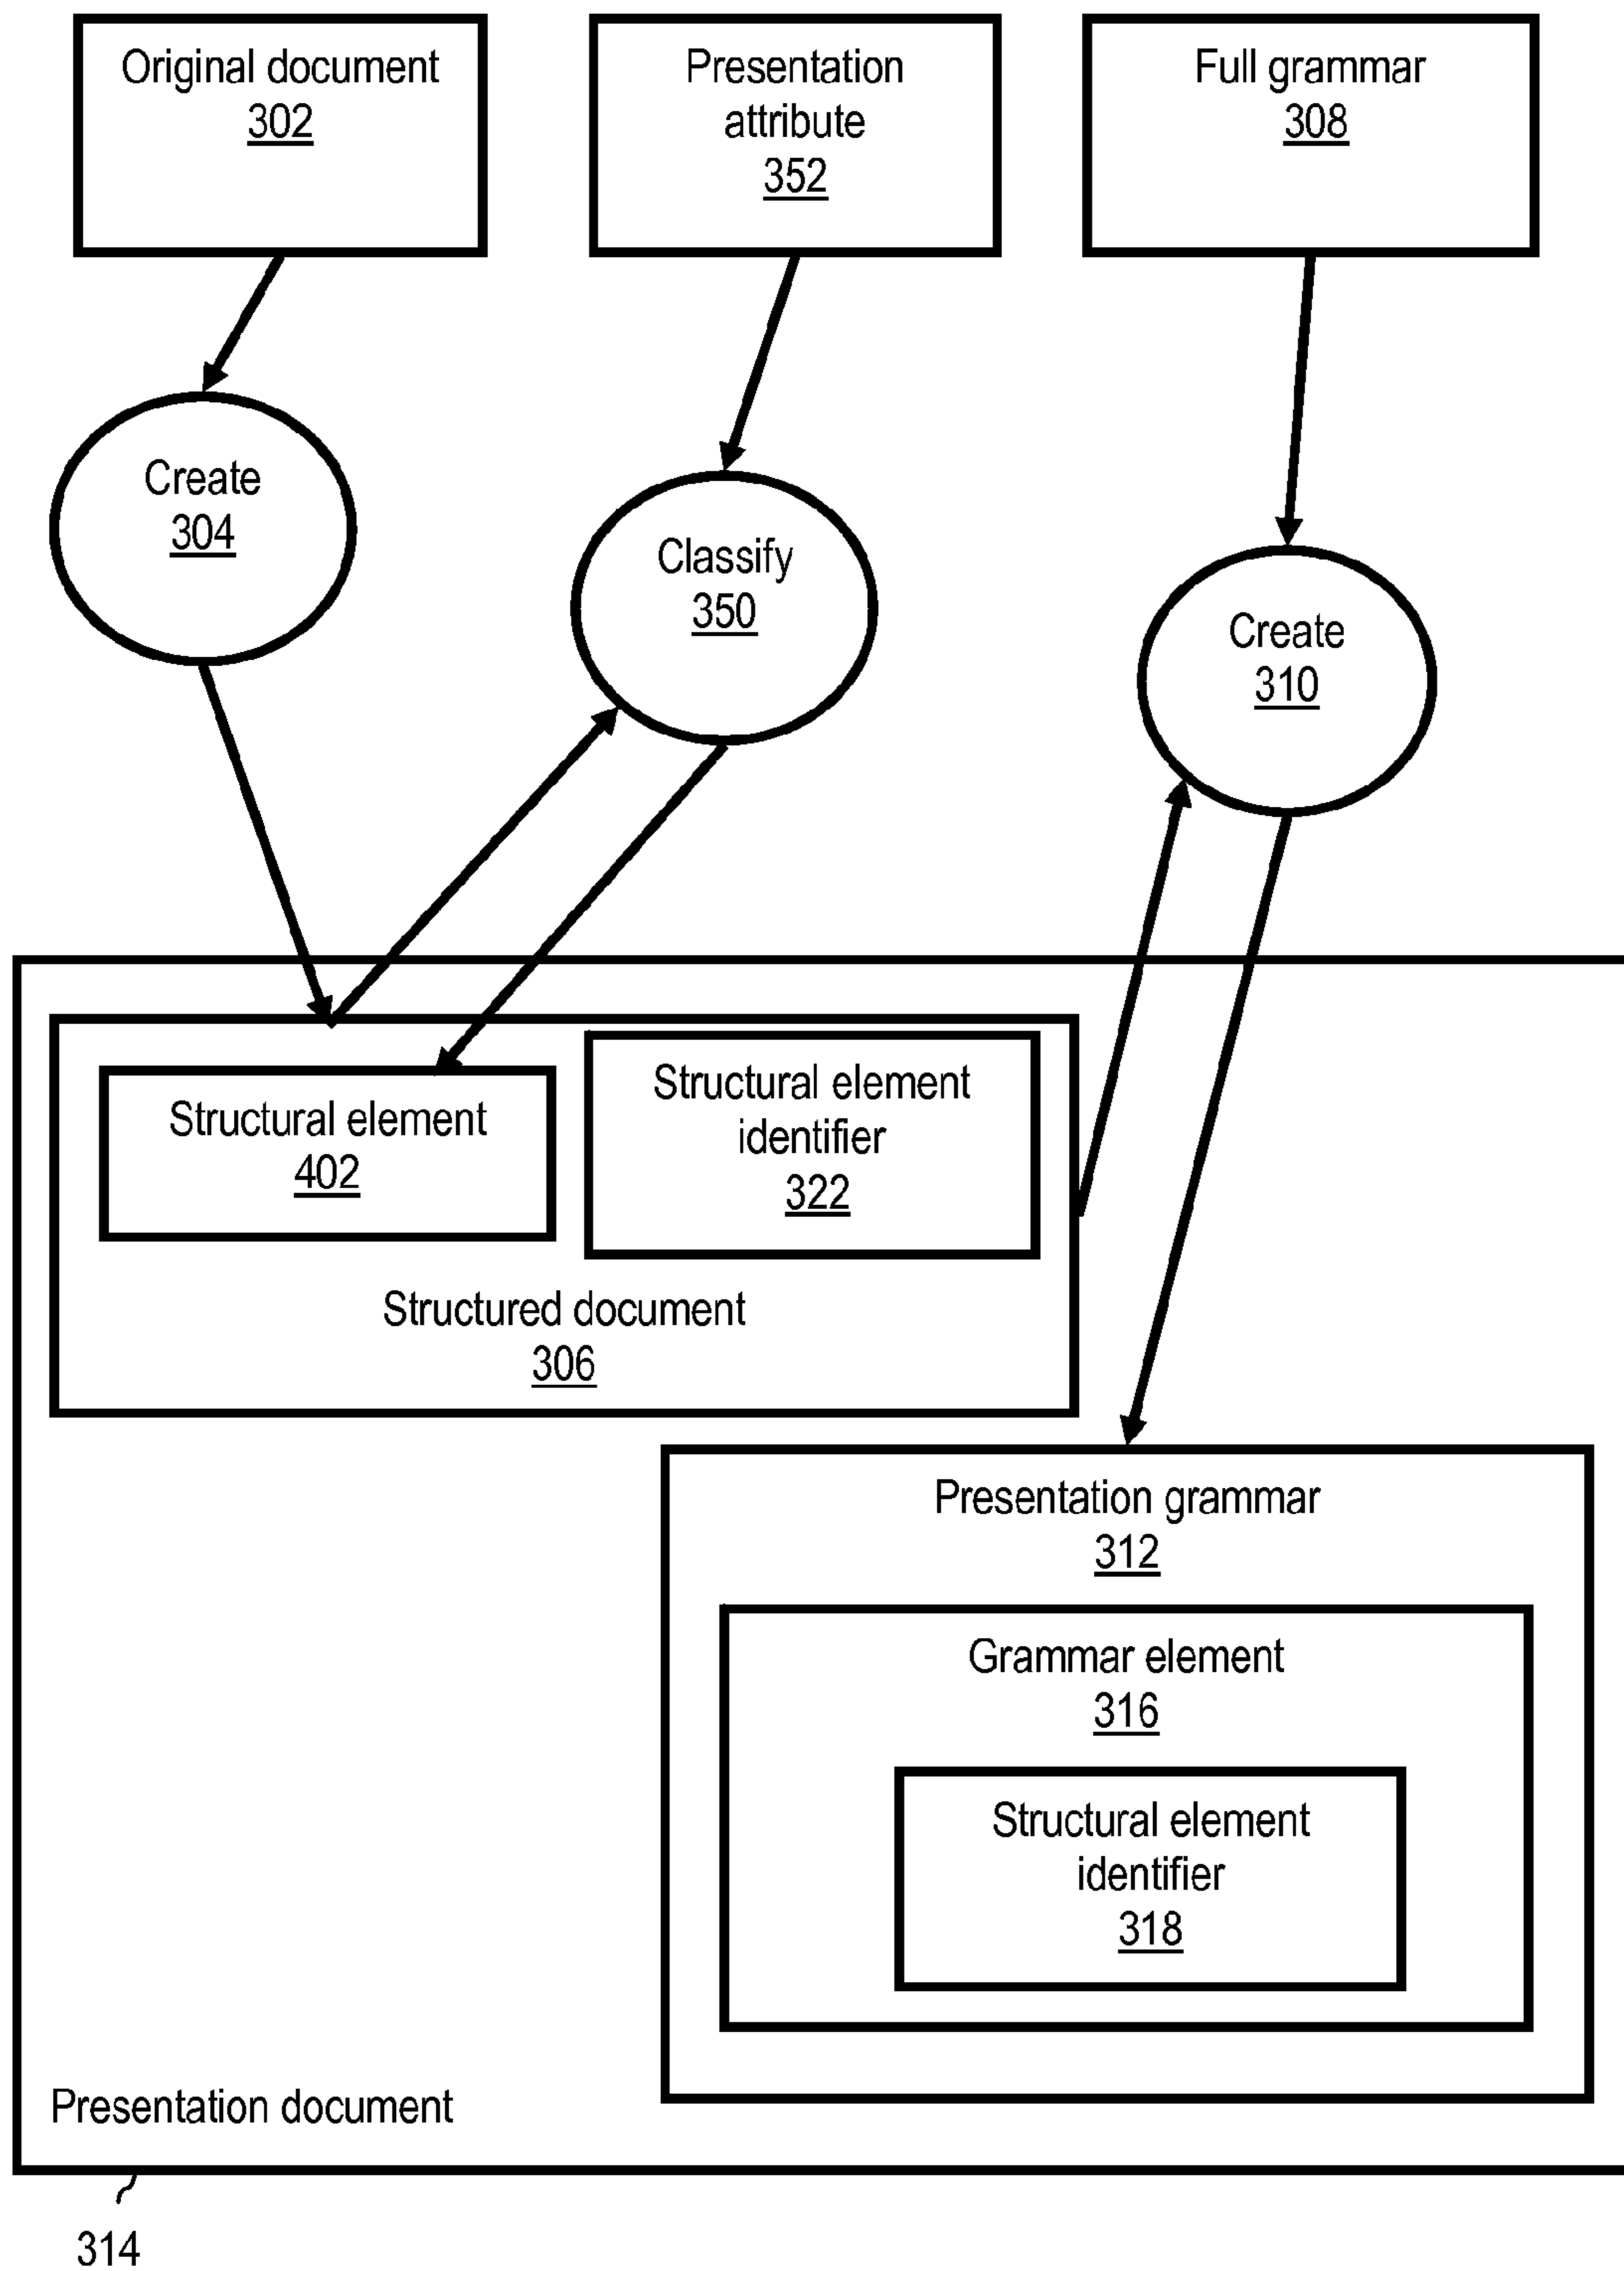 Original document
302
Presentation
attribute
352
Full grammar
308
Create
304
Classify
350
Create
310
Structural element
402
Structural element
identifier
322
Structured document
306
Presentation grammar
312
Grammar element
316
Structural element
identifier
318
Presentation document
314